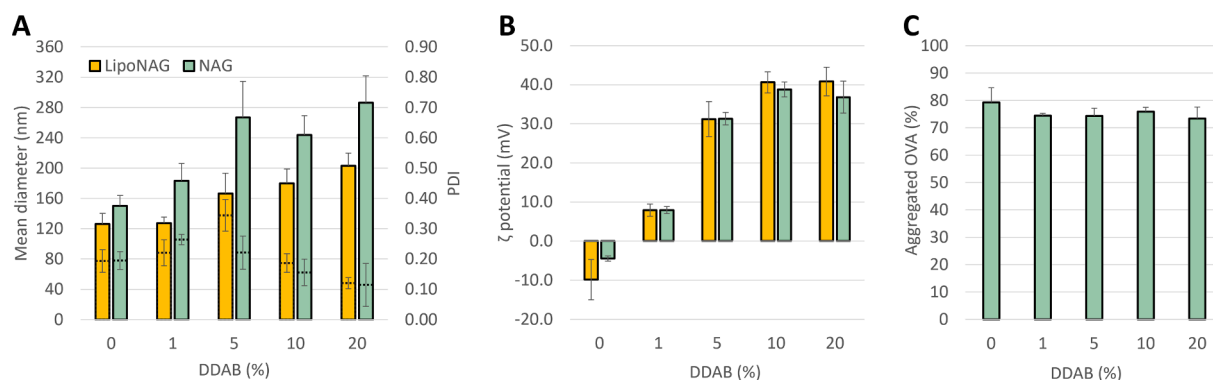 A
Mean diameter (nm)
360
320
280
240
200
160
120
80
40
0
LipoNAG NAG
0.90
0.80
0.70
0.60
0.50
0.40
0.30
0.20
0.10
0.00
PDI
0 1 5 10 20
DDAB (%)
B
ζ potential (mV)
50.0
40.0
30.0
20.0
10.0
0.0
-10.0
-20.0
0 1 5 10 20
DDAB (%)
C
Aggregated OVA (%)
100
90
80
70
60
50
40
30
20
10
0
0 1 5 10 20
DDAB (%)